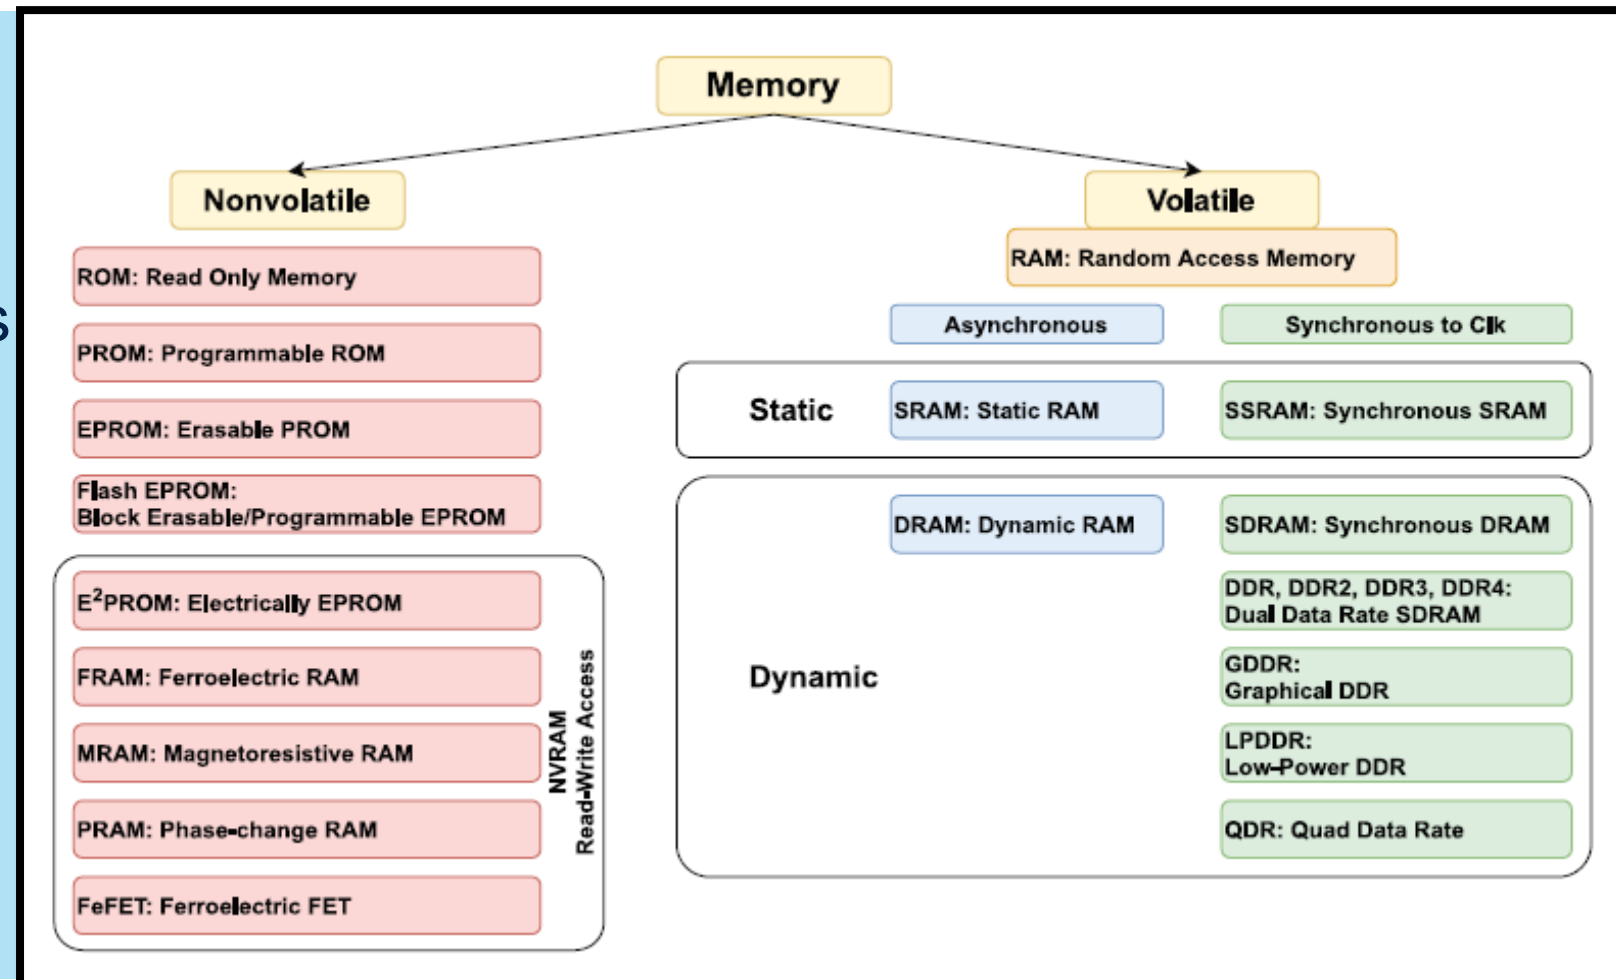 Memory
Nonvolatile
ROM: Read Only Memory
PROM: Programmable ROM
EPROM: Erasable PROM
Flash EPROM:
Block Erasable/Programmable EPROM
E²PROM: Electrically EPROM
FRAM: Ferroelectric RAM
MRAM: Magnetoresistive RAM
PRAM: Phase-change RAM
FeFET: Ferroelectric FET
NVRAM
Read-Write Access
Volatile
RAM: Random Access Memory
Asynchronous
Synchronous to Clk
Static
SRAM: Static RAM
SSRAM: Synchronous SRAM
Dynamic
DRAM: Dynamic RAM
SDRAM: Synchronous DRAM
DDR, DDR2, DDR3, DDR4:
Dual Data Rate SDRAM
GDDR:
Graphical DDR
LPDDR:
Low-Power DDR
QDR: Quad Data Rate